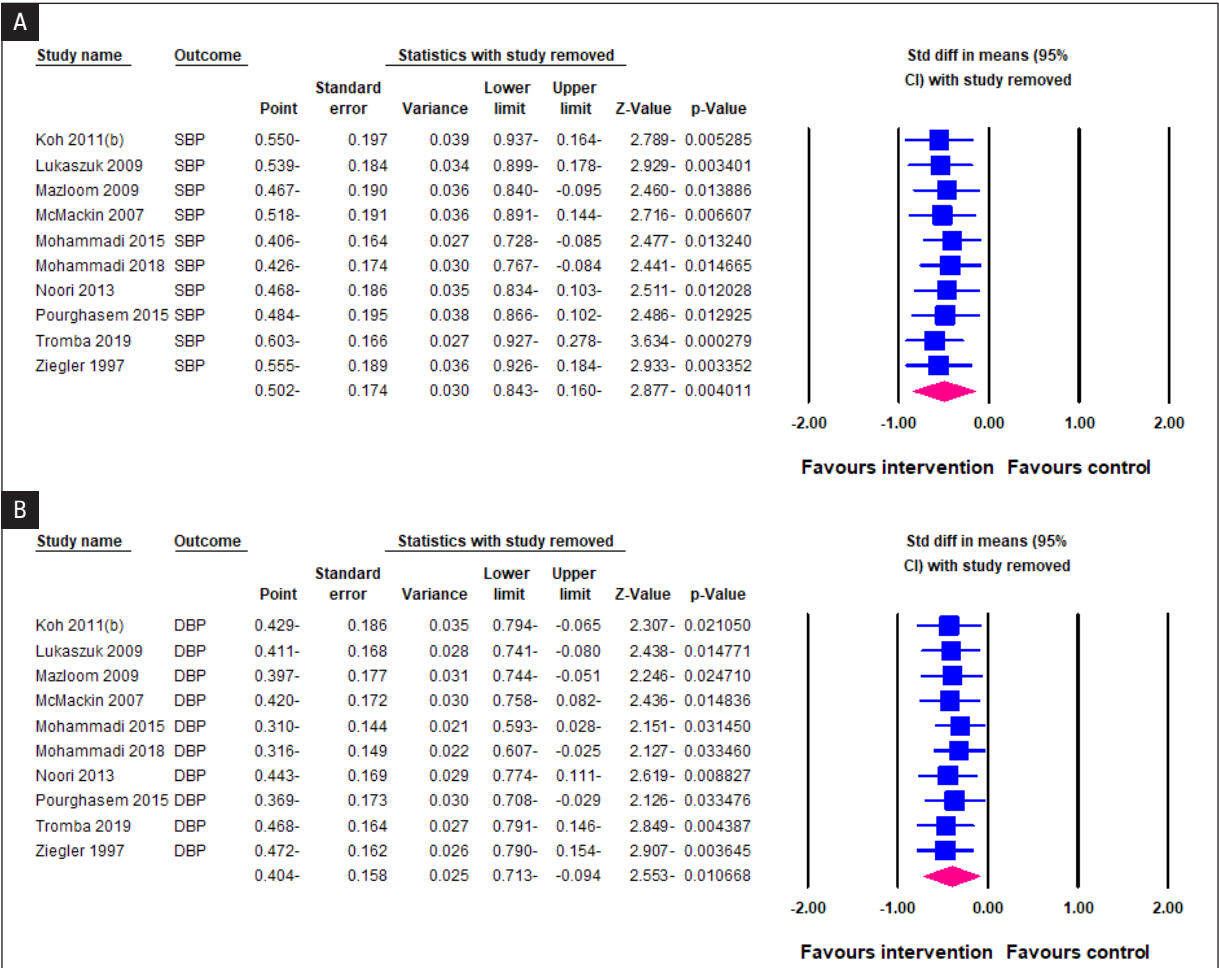 A
Study name Outcome Statistics with study removed Std diff in means (95%
CI) with study removed
Standard Lower Upper
Point error Variance limit limit Z-Value p-Value
Koh 2011(b) SBP 0.550- 0.197 0.039 0.937- 0.164- 2.789- 0.005285
Lukaszuk 2009 SBP 0.539- 0.184 0.034 0.899- 0.178- 2.929- 0.003401
Mazloom 2009 SBP 0.467- 0.190 0.036 0.840- -0.095 2.460- 0.013886
McMackin 2007 SBP 0.518- 0.191 0.036 0.891- 0.144- 2.716- 0.006607
Mohammadi 2015 SBP 0.406- 0.164 0.027 0.728- -0.085 2.477- 0.013240
Mohammadi 2018 SBP 0.426- 0.174 0.030 0.767- -0.084 2.441- 0.014665
Noori 2013 SBP 0.468- 0.186 0.035 0.834- 0.103- 2.511- 0.012028
Pourghasem 2015 SBP 0.484- 0.195 0.038 0.866- 0.102- 2.486- 0.012925
Tromba 2019 SBP 0.603- 0.166 0.027 0.927- 0.278- 3.634- 0.000279
Ziegler 1997 SBP 0.555- 0.189 0.036 0.926- 0.184- 2.933- 0.003352
0.502- 0.174 0.030 0.843- 0.160- 2.877- 0.004011
-2.00 -1.00 0.00 1.00 2.00
Favours intervention Favours control
B
Study name Outcome Statistics with study removed Std diff in means (95%
CI) with study removed
Standard Lower Upper
Point error Variance limit limit Z-Value p-Value
Koh 2011(b) DBP 0.429- 0.186 0.035 0.794- -0.065 2.307- 0.021050
Lukaszuk 2009 DBP 0.411- 0.168 0.028 0.741- -0.080 2.438- 0.014771
Mazloom 2009 DBP 0.397- 0.177 0.031 0.744- -0.051 2.246- 0.024710
McMackin 2007 DBP 0.420- 0.172 0.030 0.758- 0.082- 2.436- 0.014836
Mohammadi 2015 DBP 0.310- 0.144 0.021 0.593- 0.028- 2.151- 0.031450
Mohammadi 2018 DBP 0.316- 0.149 0.022 0.607- -0.025 2.127- 0.033460
Noori 2013 DBP 0.443- 0.169 0.029 0.774- 0.111- 2.619- 0.008827
Pourghasem 2015 DBP 0.369- 0.173 0.030 0.708- -0.029 2.126- 0.033476
Tromba 2019 DBP 0.468- 0.164 0.027 0.791- 0.146- 2.849- 0.004387
Ziegler 1997 DBP 0.472- 0.162 0.026 0.790- 0.154- 2.907- 0.003645
0.404- 0.158 0.025 0.713- -0.094 2.553- 0.010668
-2.00 -1.00 0.00 1.00 2.00
Favours intervention Favours control